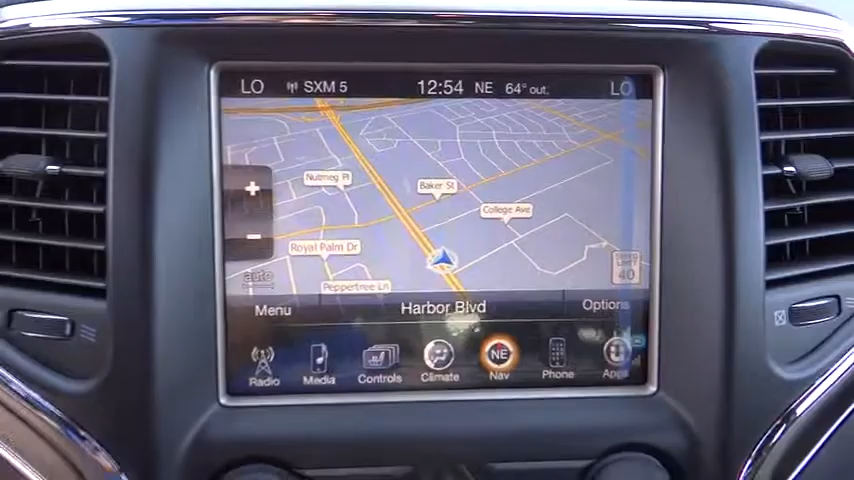 LO SXM 5 12:54 NE 64° out. LO
Nutmeg Pl
+
Baker St
College Ave
−
Royal Palm Dr
auto
SPEED LIMIT
40
Peppertree Ln
Menu Harbor Blvd Options
NE
Radio Media Controls Climate Nav Phone Apps